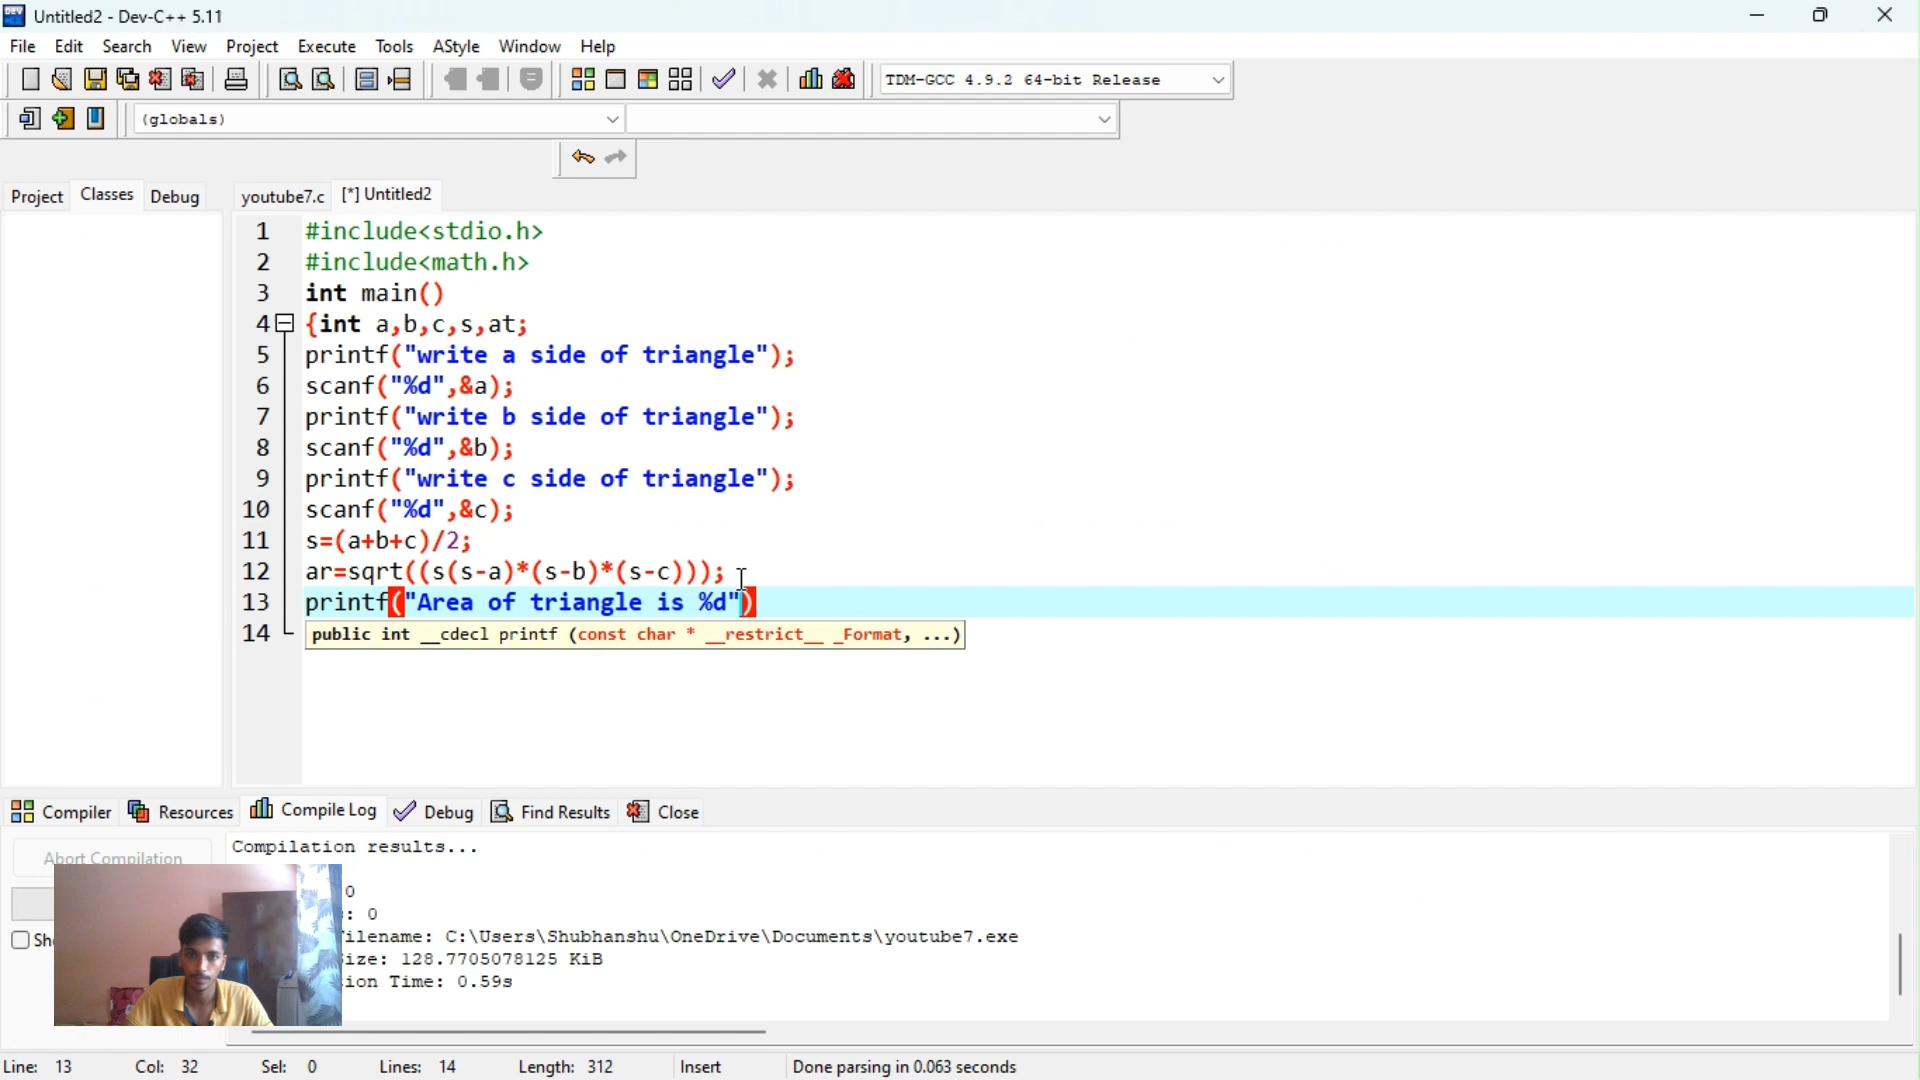 Untitled2 - Dev-C++ 5.11
File Edit Search View Project Execute Tools AStyle Window Help
TDM-GCC 4.9.2 64-bit Release
(globals)
Project Classes Debug youtube7.c [*] Untitled2
1 #include<stdio.h>
2 #include<math.h>
3 int main()
4 {int a,b,c,s,at;
5 printf("write a side of triangle");
6 scanf("%d",&a);
7 printf("write b side of triangle");
8 scanf("%d",&b);
9 printf("write c side of triangle");
10 scanf("%d",&c);
11 s=(a+b+c)/2;
12 ar=sqrt((s(s-a)*(s-b)*(s-c)));
13 printf("Area of triangle is %d")
14 public int __cdecl printf (const char * __restrict__ _Format, ...)
Compiler Resources Compile Log Debug Find Results Close
Abort Compilation
Compilation results...
0
: 0
ilename: C:\Users\Shubhanshu\OneDrive\Documents\youtube7.exe
Sh
ize: 128.7705078125 KiB
ion Time: 0.59s
Line: 13 Col: 32 Sel: 0 Lines: 14 Length: 312 Insert Done parsing in 0.063 seconds